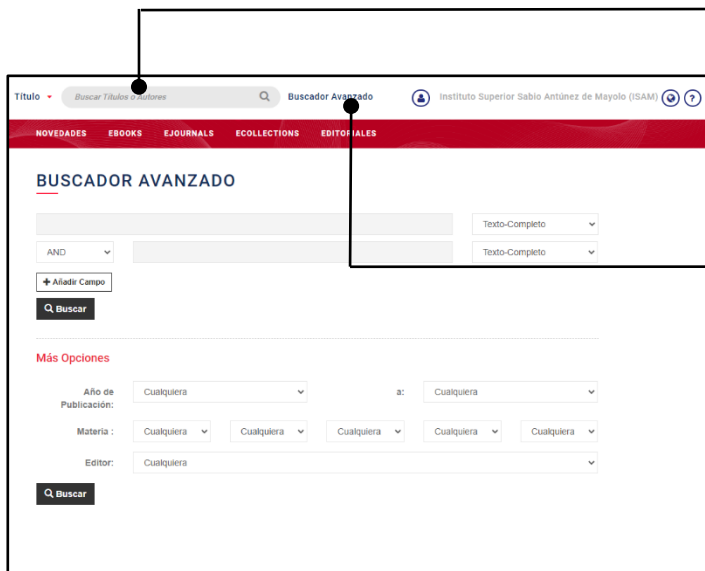 Título Buscar Títulos o Autores Buscador Avanzado Instituto Superior Sabio Antúnez de Mayolo (ISAM) ?
NOVEDADES EBOOKS EJOURNALS ECOLLECTIONS EDITORIALES
BUSCADOR AVANZADO
Texto-Completo
AND Texto-Completo
+ Añadir Campo
Buscar
Más Opciones
Año de Publicación: Cualquiera a: Cualquiera
Materia : Cualquiera Cualquiera Cualquiera Cualquiera Cualquiera
Editor: Cualquiera
Buscar